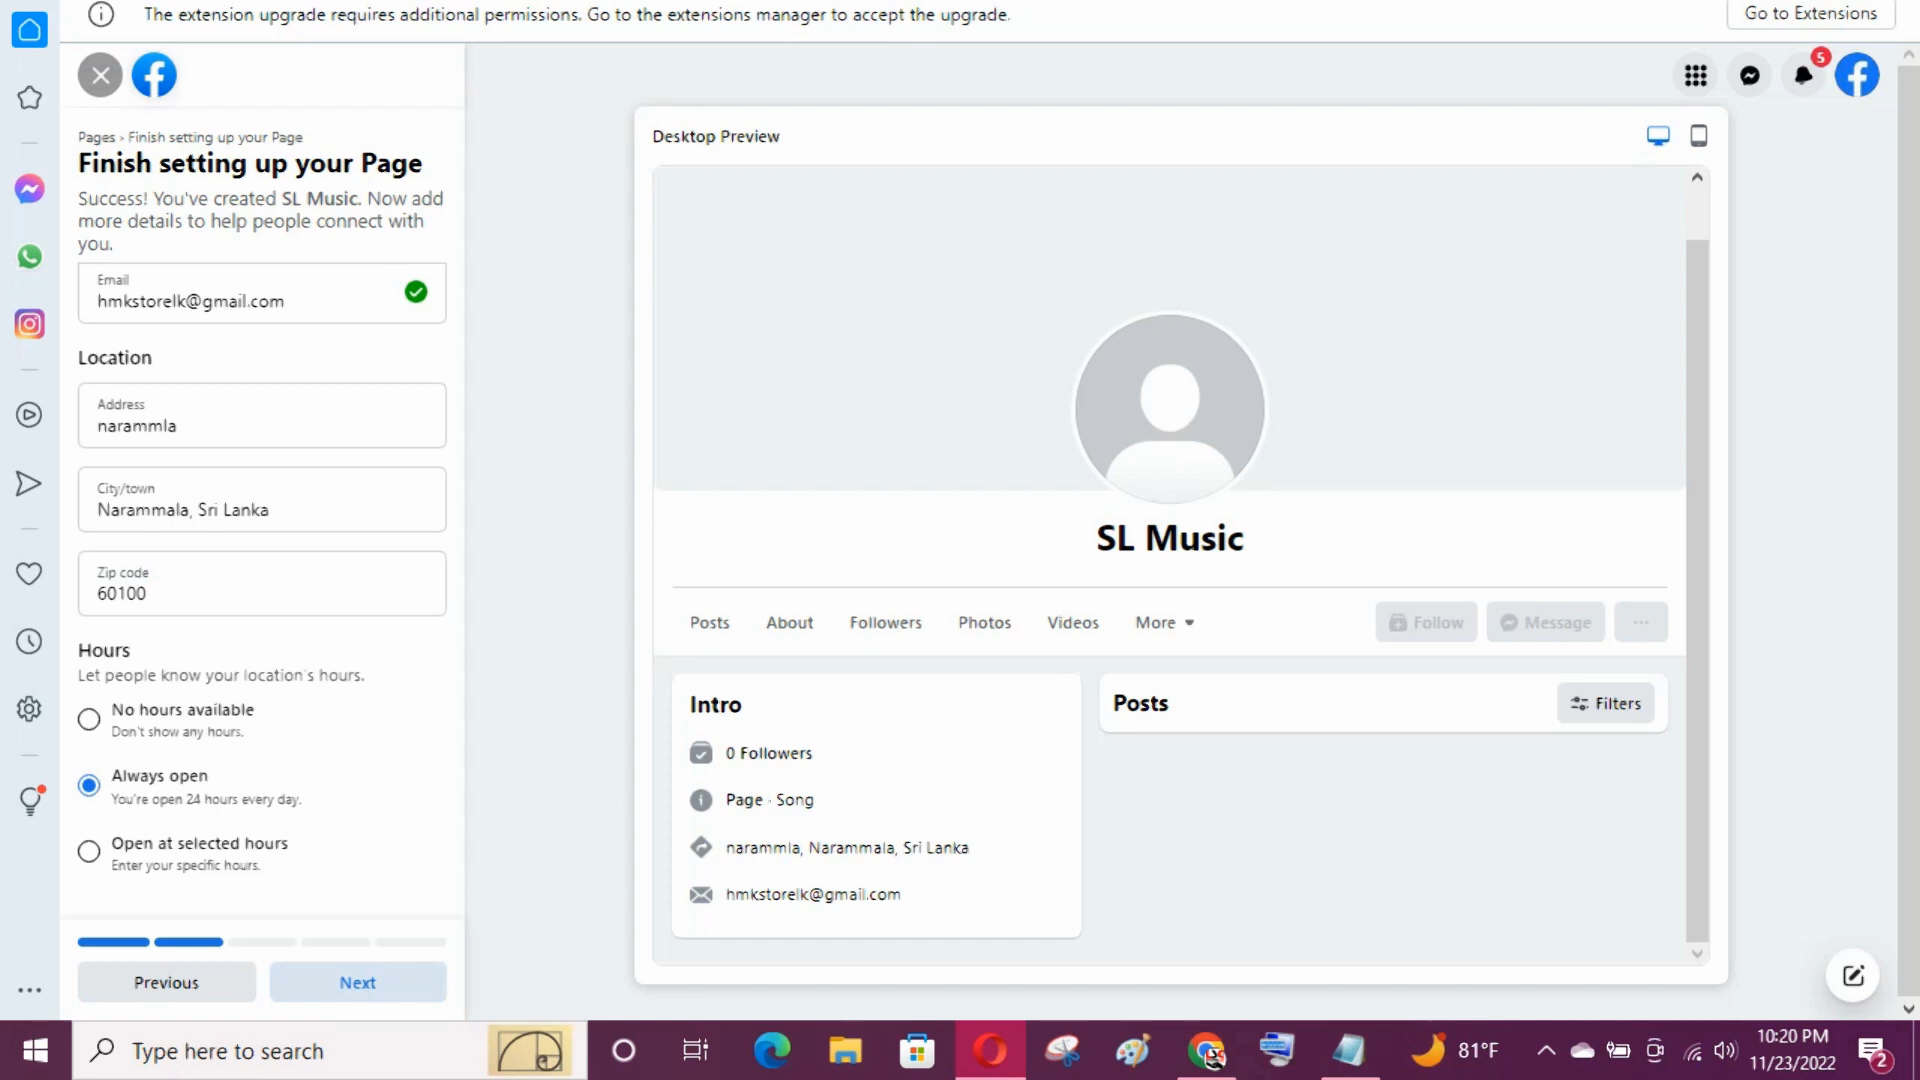 The extension upgrade requires additional permissions. Go to the extensions manager to accept the upgrade.
Go to Extensions
5
Pages › Finish setting up your Page
Finish setting up your Page
Success! You've created SL Music. Now add
more details to help people connect with
you.
Email
hmkstorelk@gmail.com
Location
Address
narammla
City/town
Narammala, Sri Lanka
Zip code
60100
Hours
Let people know your location's hours.
No hours available
Don't show any hours.
Always open
You're open 24 hours every day.
Open at selected hours
Enter your specific hours.
Previous
Next
Desktop Preview
SL Music
Posts
About
Followers
Photos
Videos
More
Follow
Message
Intro
0 Followers
Page · Song
narammla, Narammala, Sri Lanka
hmkstorelk@gmail.com
Posts
Filters
Type here to search
81°F
10:20 PM
11/23/2022
2